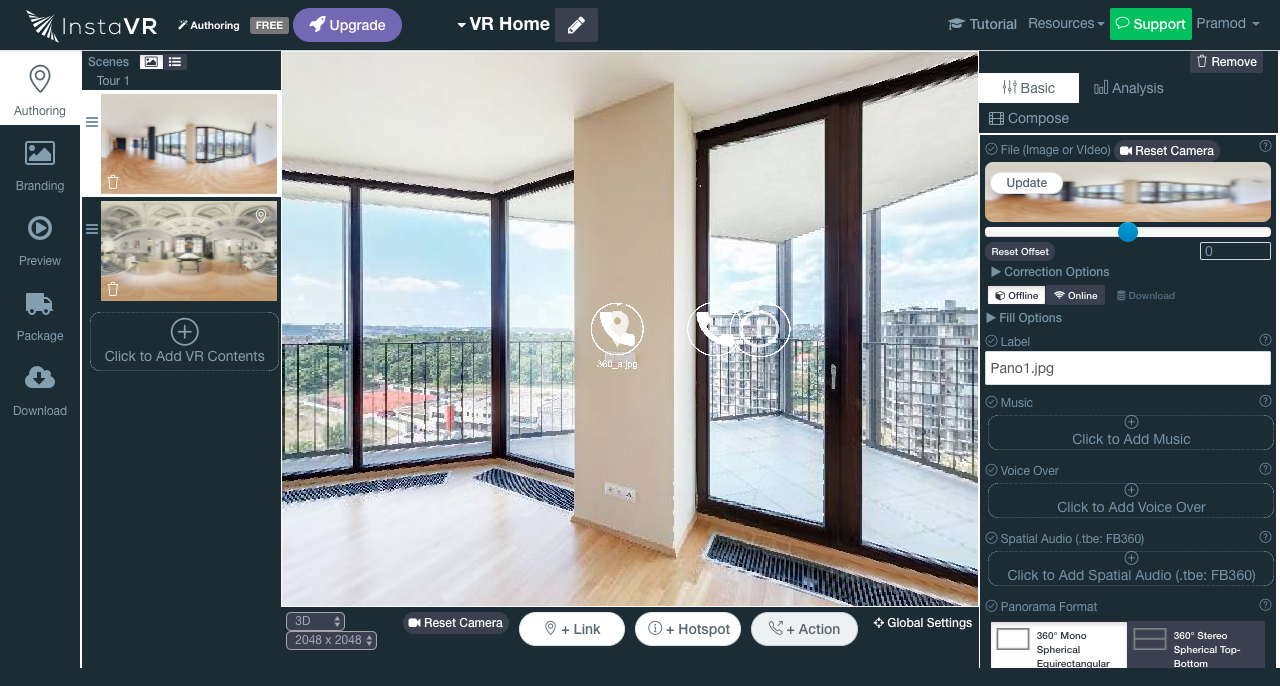 InstaVR
Authoring
FREE
Upgrade
VR Home
Tutorial
Resources
Support
Pramod
Authoring
Branding
Preview
Package
Download
Scenes
Tour 1
Click to Add VR Contents
360_a.jpg
3D
2048 x 2048
Reset Camera
+ Link
+ Hotspot
+ Action
Global Settings
Remove
Basic
Analysis
Compose
File (Image or VIdeo)
Reset Camera
Update
Reset Offset
0
Correction Options
Offline
Online
Download
Fill Options
Label
Pano1.jpg
Music
Click to Add Music
Voice Over
Click to Add Voice Over
Spatial Audio (.tbe: FB360)
Click to Add Spatial Audio (.tbe: FB360)
Panorama Format
360° Mono
Spherical
Equirectangular
360° Stereo
Spherical Top-
Bottom